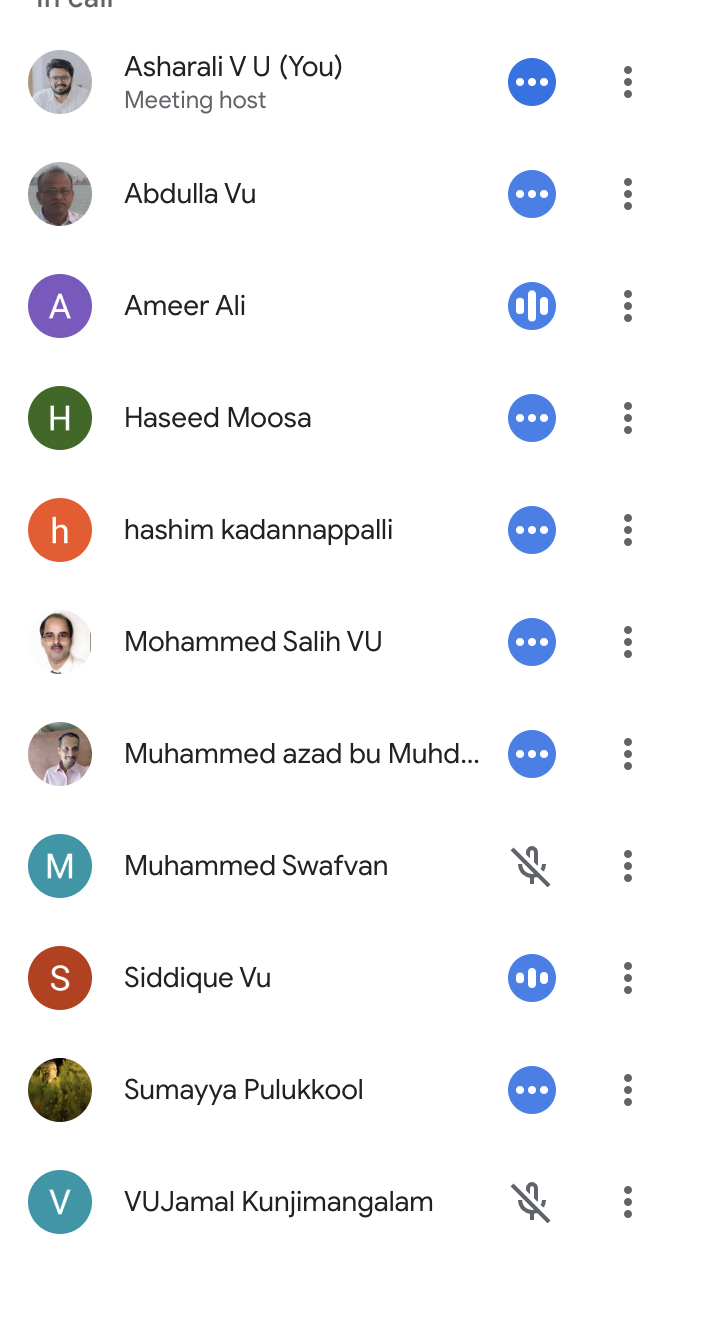 In call
Asharali V U (You)
Meeting host
Abdulla Vu
A
Ameer Ali
H
Haseed Moosa
h
hashim kadannappalli
Mohammed Salih VU
Muhammed azad bu Muhd...
M
Muhammed Swafvan
S
Siddique Vu
Sumayya Pulukkool
V
VUJamal Kunjimangalam